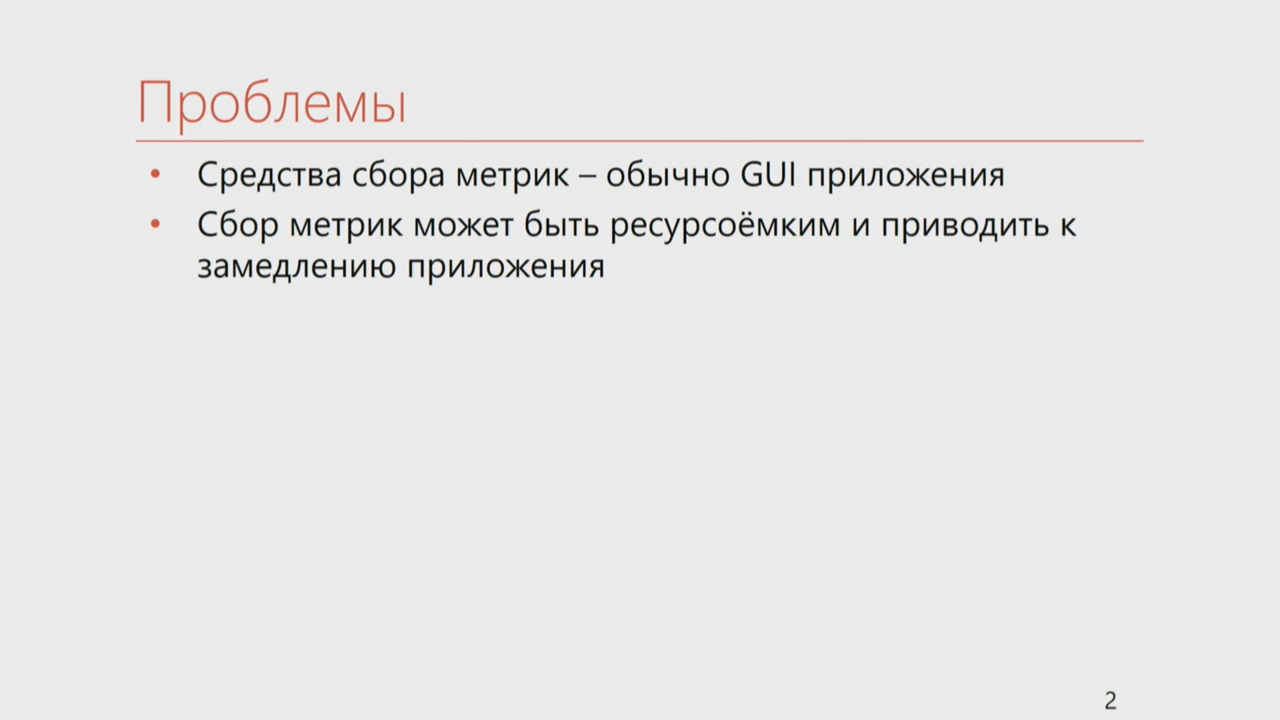 Проблемы
• Средства сбора метрик – обычно GUI приложения
• Сбор метрик может быть ресурсоёмким и приводить к
замедлению приложения
2